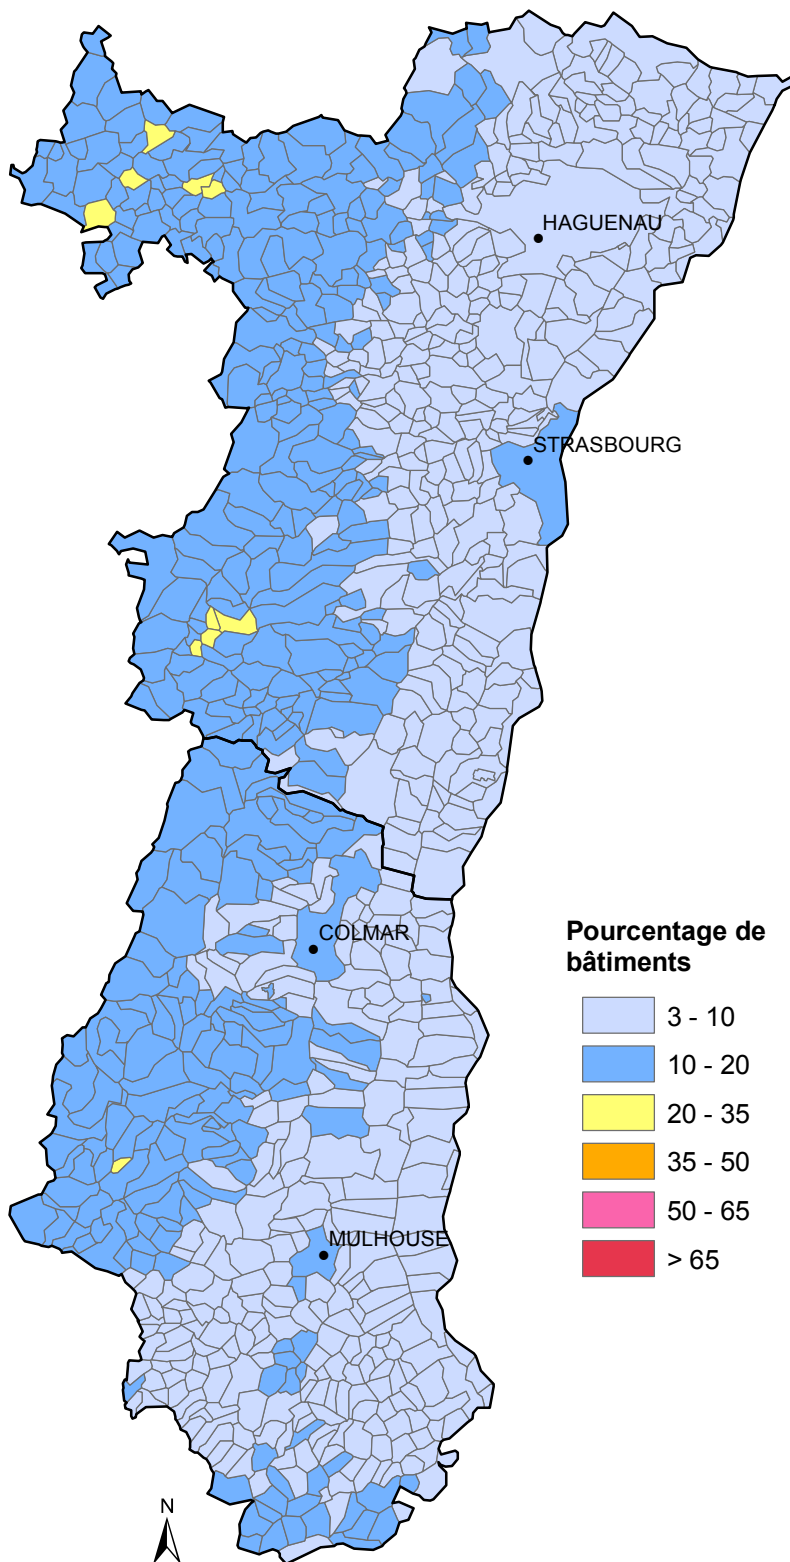 HAGUENAU
STRASBOURG
COLMAR
MULHOUSE
Pourcentage de
bâtiments
3 - 10
10 - 20
20 - 35
35 - 50
50 - 65
> 65
N